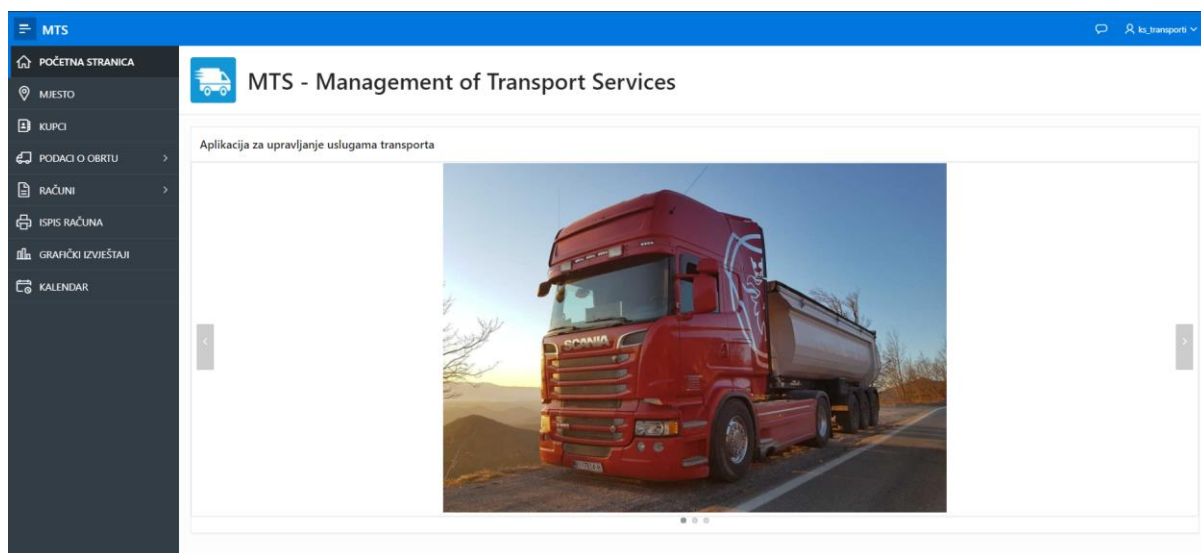 MTS
ks_transporti
POČETNA STRANICA
MJESTO
KUPCI
PODACI O OBRTU
RAČUNI
ISPIS RAČUNA
GRAFIČKI IZVJEŠTAJI
KALENDAR
MTS - Management of Transport Services
Aplikacija za upravljanje uslugama transporta
SCANIA